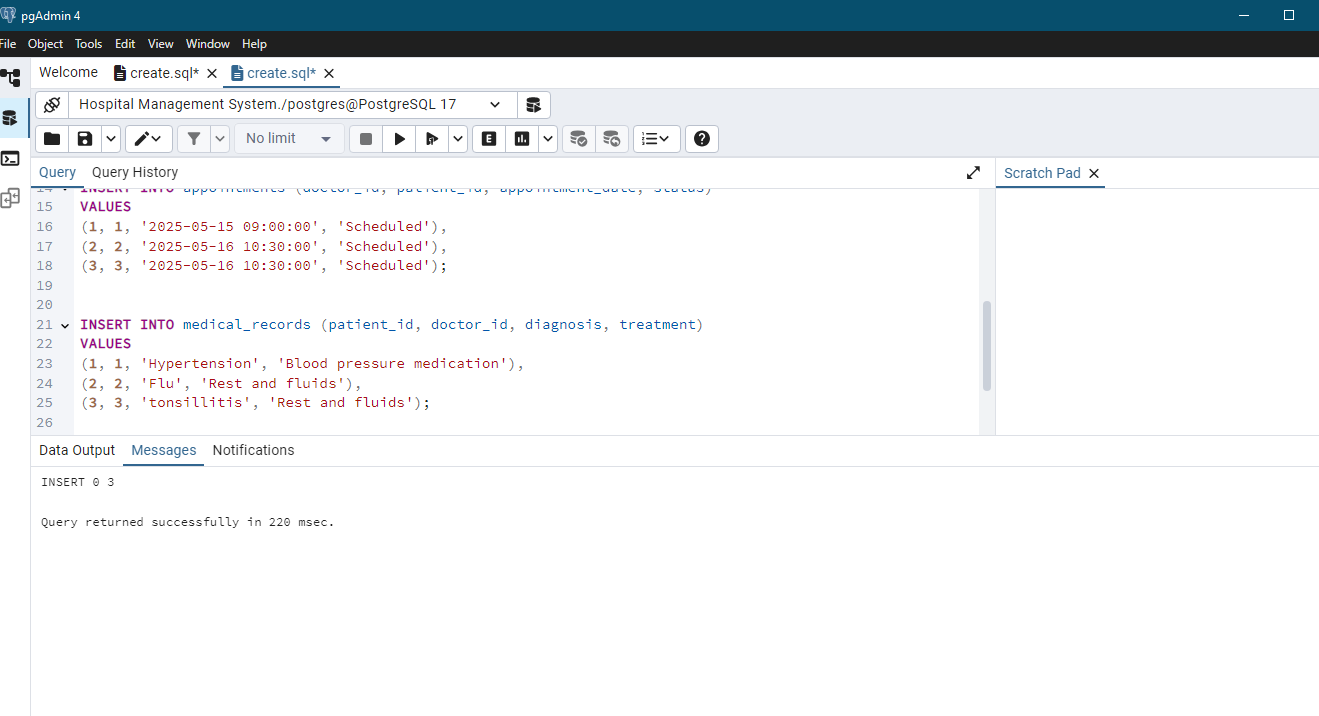 pgAdmin 4
File Object Tools Edit View Window Help
Welcome create.sql* create.sql*
Hospital Management System./postgres@PostgreSQL 17
No limit
E
Query Query History
Scratch Pad
14 INSERT INTO appointments (doctor_id, patient_id, appointment_date, status)
15 VALUES
16 (1, 1, '2025-05-15 09:00:00', 'Scheduled'),
17 (2, 2, '2025-05-16 10:30:00', 'Scheduled'),
18 (3, 3, '2025-05-16 10:30:00', 'Scheduled');
19
20
21 INSERT INTO medical_records (patient_id, doctor_id, diagnosis, treatment)
22 VALUES
23 (1, 1, 'Hypertension', 'Blood pressure medication'),
24 (2, 2, 'Flu', 'Rest and fluids'),
25 (3, 3, 'tonsillitis', 'Rest and fluids');
26
Data Output Messages Notifications
INSERT 0 3
Query returned successfully in 220 msec.